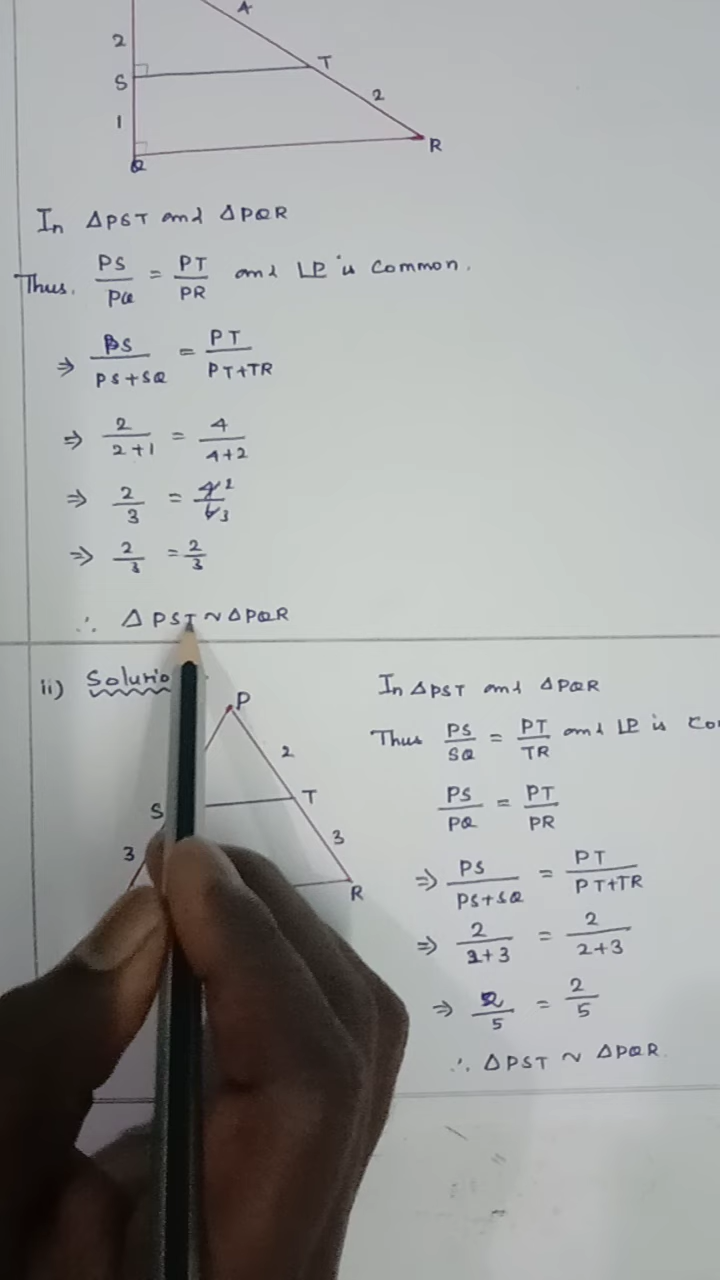 4
2
T
S
2
1
R
Q
In ΔPST and ΔPQR
Thus. PS/PQ = PT/PR and ∠P is common.
⇒ PS/PS+SQ = PT/PT+TR
⇒ 2/2+1 = 4/4+2
⇒ 2/3 = 4 2/6 3
⇒ 2/3 = 2/3
∴ ΔPST ~ ΔPQR
ii)
P
2
T
S
3
3
R
In ΔPST and ΔPQR
Thus PS/SQ = PT/TR and ∠P is
PS/PQ = PT/PR
⇒ PS/PS+SQ = PT/PT+TR
⇒ 2/2+3 = 2/2+3
⇒ 2/5 = 2/5
∴ ΔPST ~ ΔPQR.